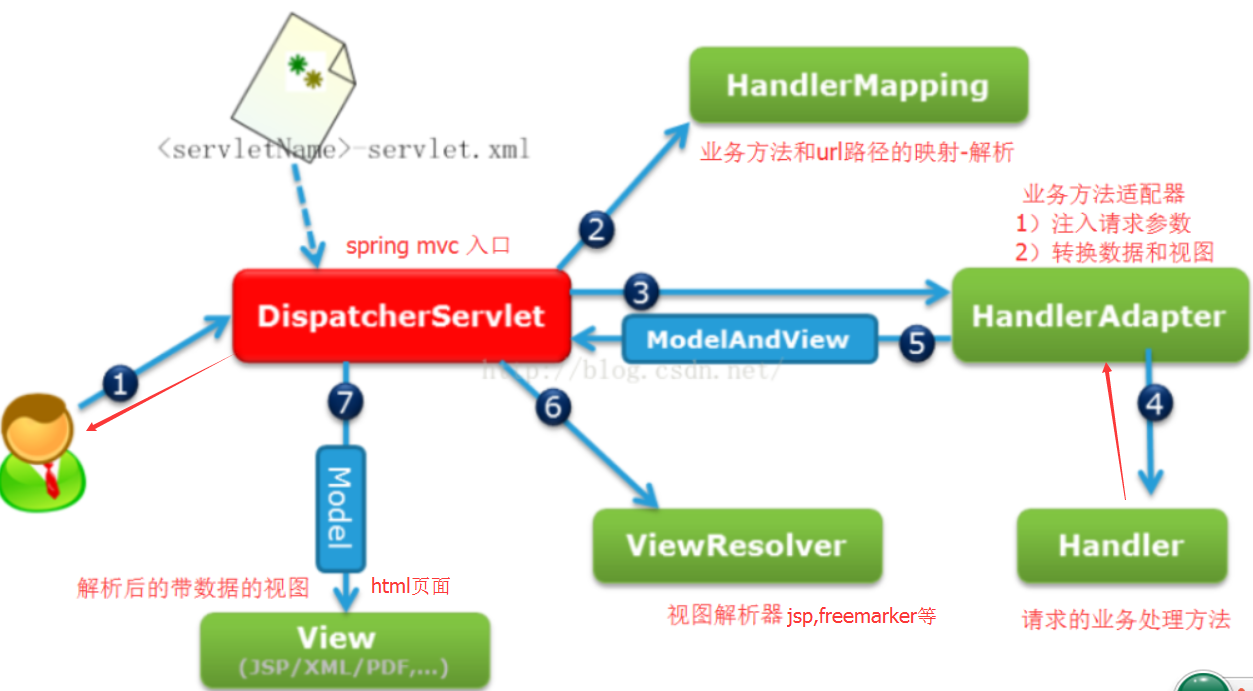 <servletName>-servlet.xml
HandlerMapping
业务方法和url路径的映射-解析
业务方法适配器
1）注入请求参数
2）转换数据和视图
spring mvc 入口
2
DispatcherServlet
3
HandlerAdapter
ModelAndView
5
http://blog.csdn.net/
1
7
6
4
Model
ViewResolver
Handler
解析后的带数据的视图
html页面
视图解析器 jsp,freemarker等
请求的业务处理方法
View
(JSP/XML/PDF,...)